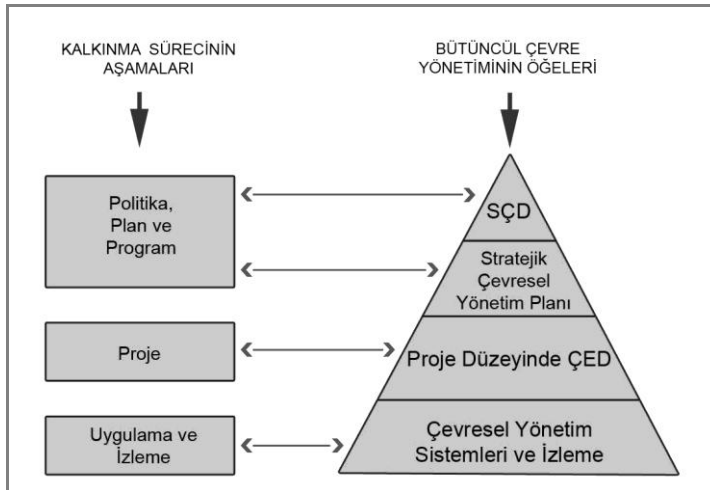 KALKINMA SÜRECİNİN
AŞAMALARI
BÜTÜNCÜL ÇEVRE
YÖNETİMİNİN ÖĞELERİ
Politika,
Plan ve
Program
Proje
Uygulama ve
İzleme
SÇD
Stratejik
Çevresel
Yönetim Planı
Proje Düzeyinde ÇED
Çevresel Yönetim
Sistemleri ve İzleme